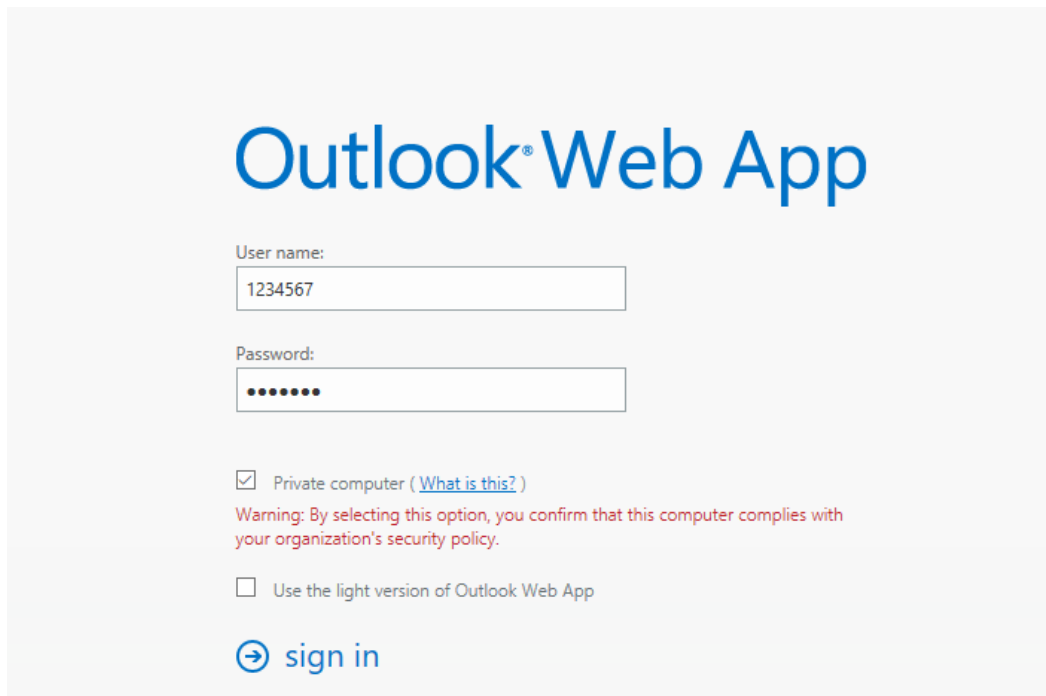 Outlook® Web App
User name:
1234567
Password:
•••••••
Private computer ( What is this? )
Warning: By selecting this option, you confirm that this computer complies with
your organization's security policy.
Use the light version of Outlook Web App
sign in